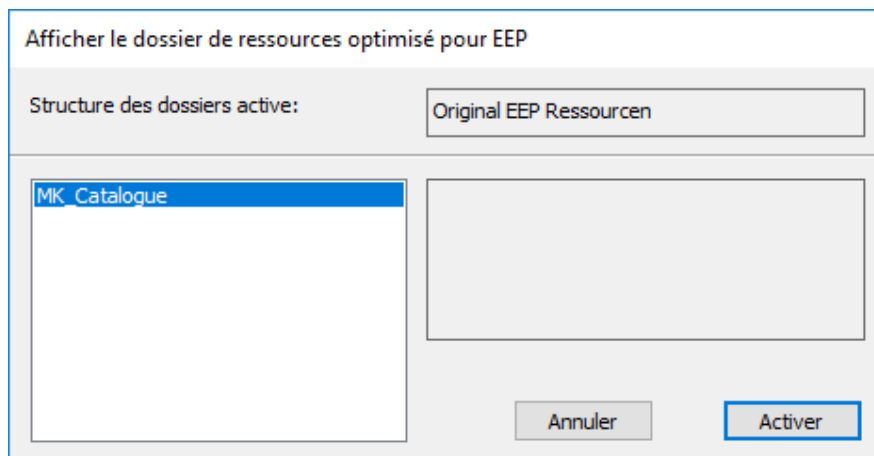 Afficher le dossier de ressources optimisé pour EEP
Structure des dossiers active:
Original EEP Ressourcen
MK_Catalogue
Annuler
Activer